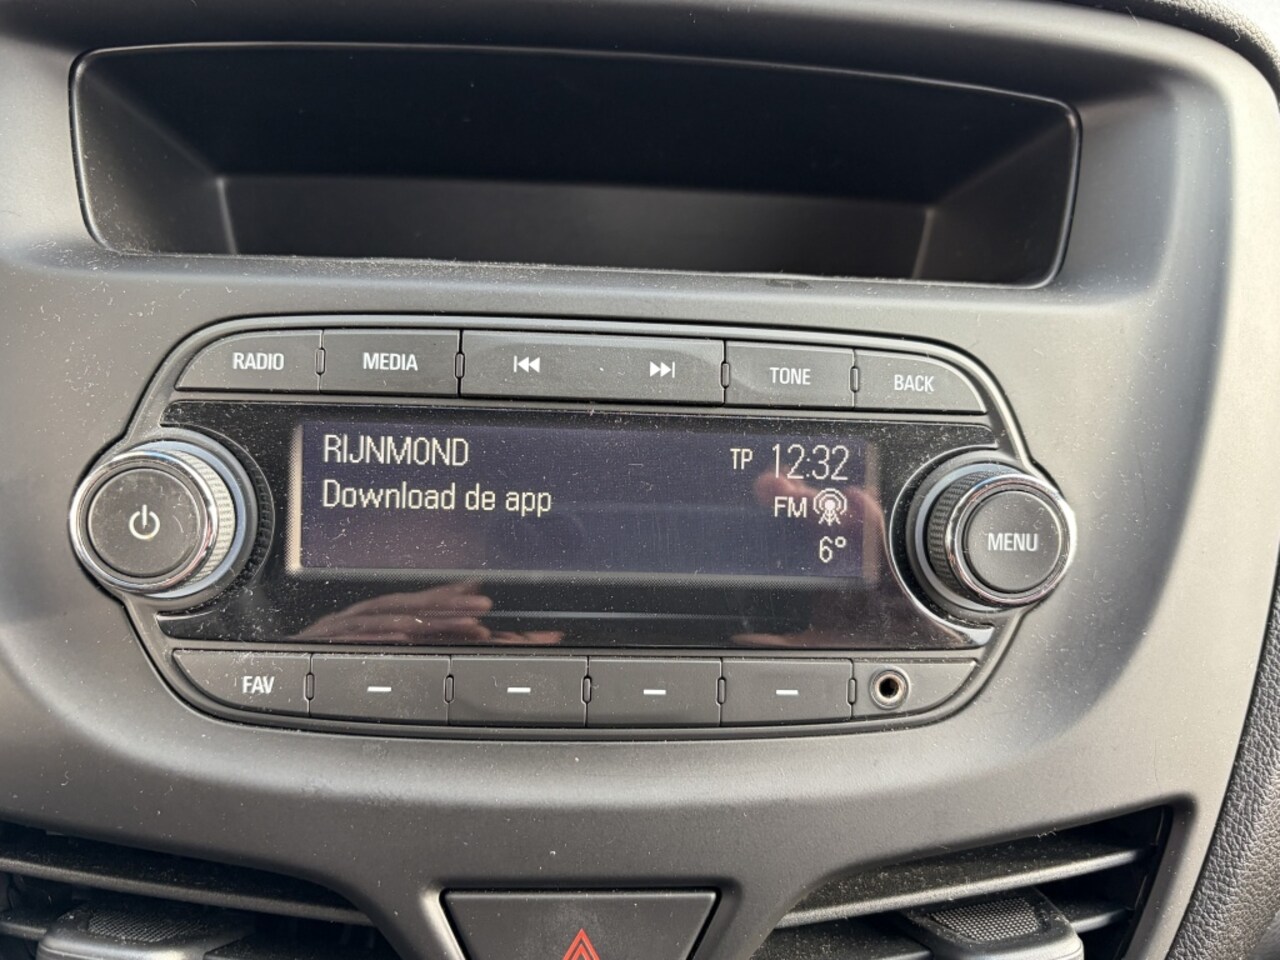 RADIO MEDIA TONE BACK
RIJNMOND TP 12:32
Download de app FM
6°
MENU
FAV